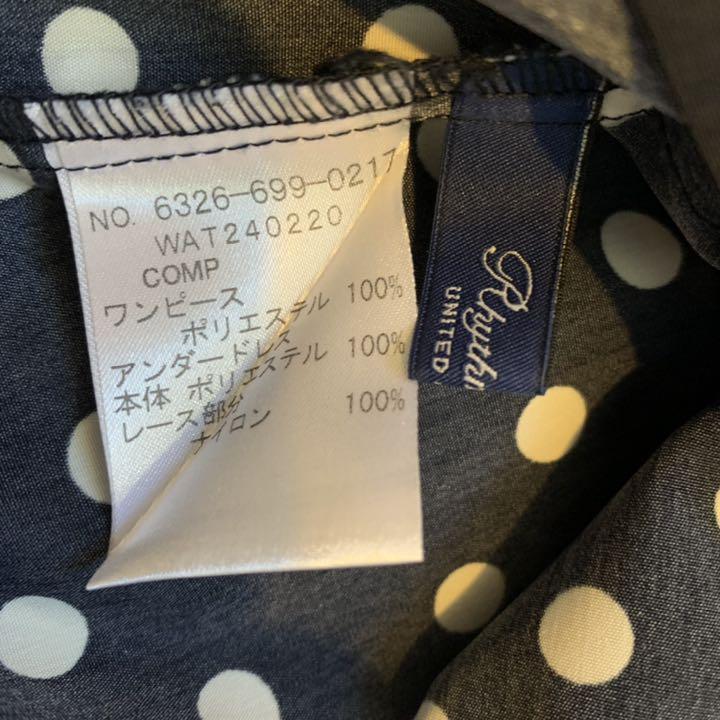 NO. 6326-699-0217
WAT240220
COMP
ワンピース
ポリエステル 100%
アンダードレス
本体 ポリエステル 100%
レース部分
ナイロン 100%
UNITED